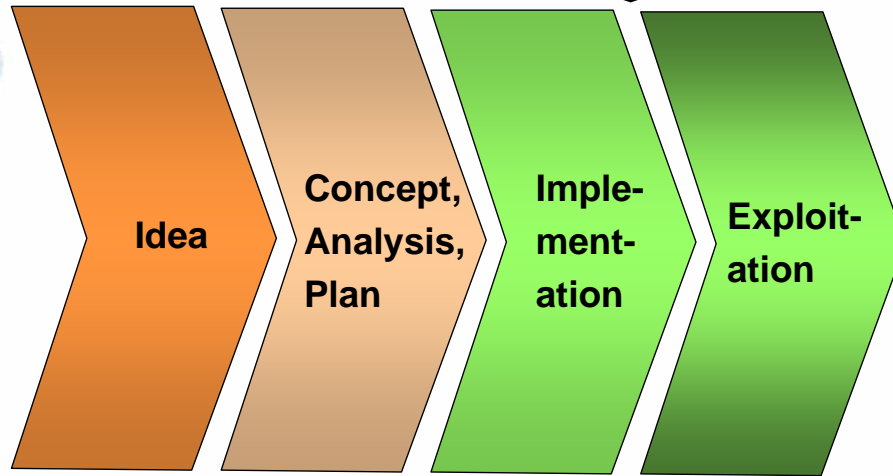 Idea
Concept,
Analysis,
Plan
Imple-
ment-
ation
Exploit-
ation